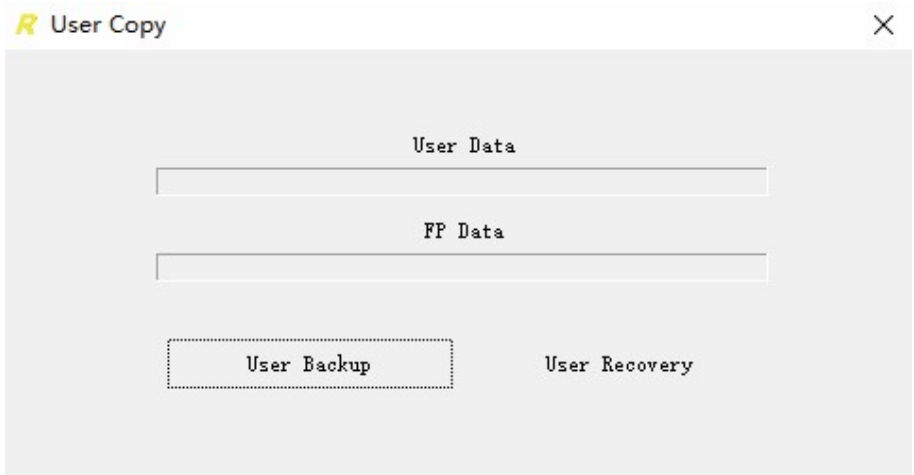 R User Copy
User Data
FP Data
User Backup
User Recovery